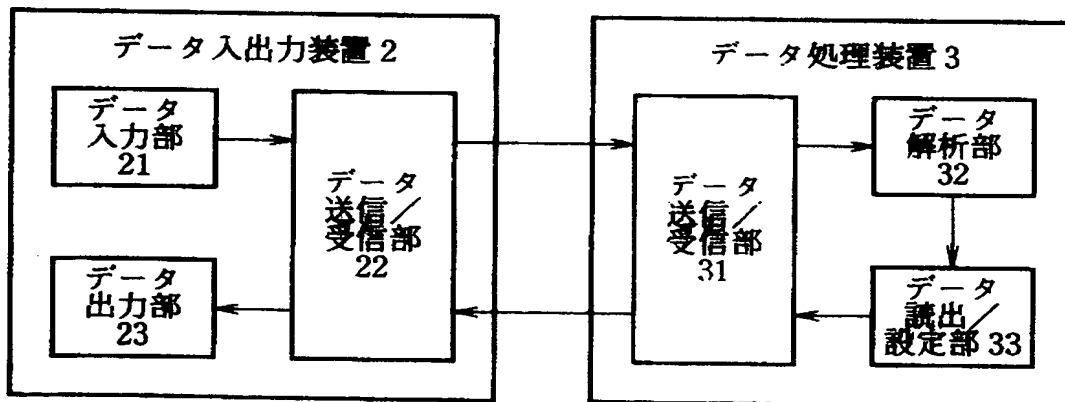 データ入出力装置2
データ
入力部
21
データ
送信/
受信部
22
データ
出力部
23
データ処理装置3
データ
送信/
受信部
31
データ
解析部
32
データ
読出/
設定部33